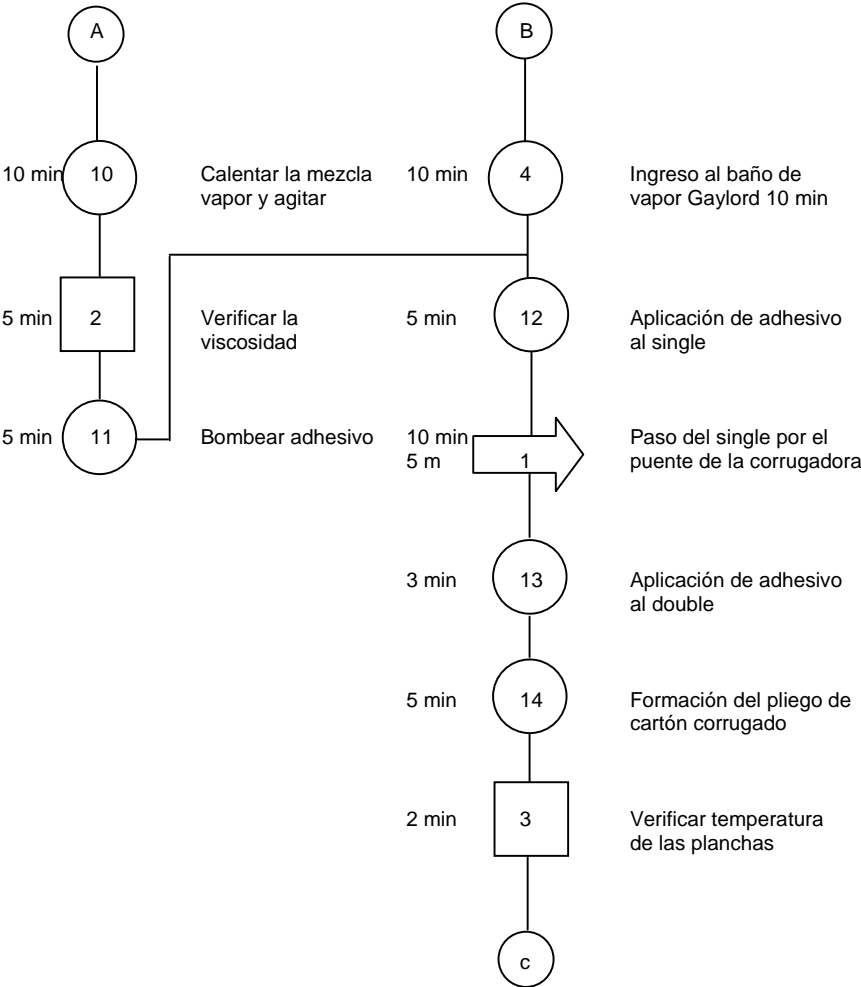 A
B
10 min
10
Calentar la mezcla
vapor y agitar
10 min
4
Ingreso al baño de
vapor Gaylord 10 min
5 min
2
Verificar la
viscosidad
5 min
12
Aplicación de adhesivo
al single
5 min
11
Bombear adhesivo
10 min
5 m
1
Paso del single por el
puente de la corrugadora
3 min
13
Aplicación de adhesivo
al double
5 min
14
Formación del pliego de
cartón corrugado
2 min
3
Verificar temperatura
de las planchas
c